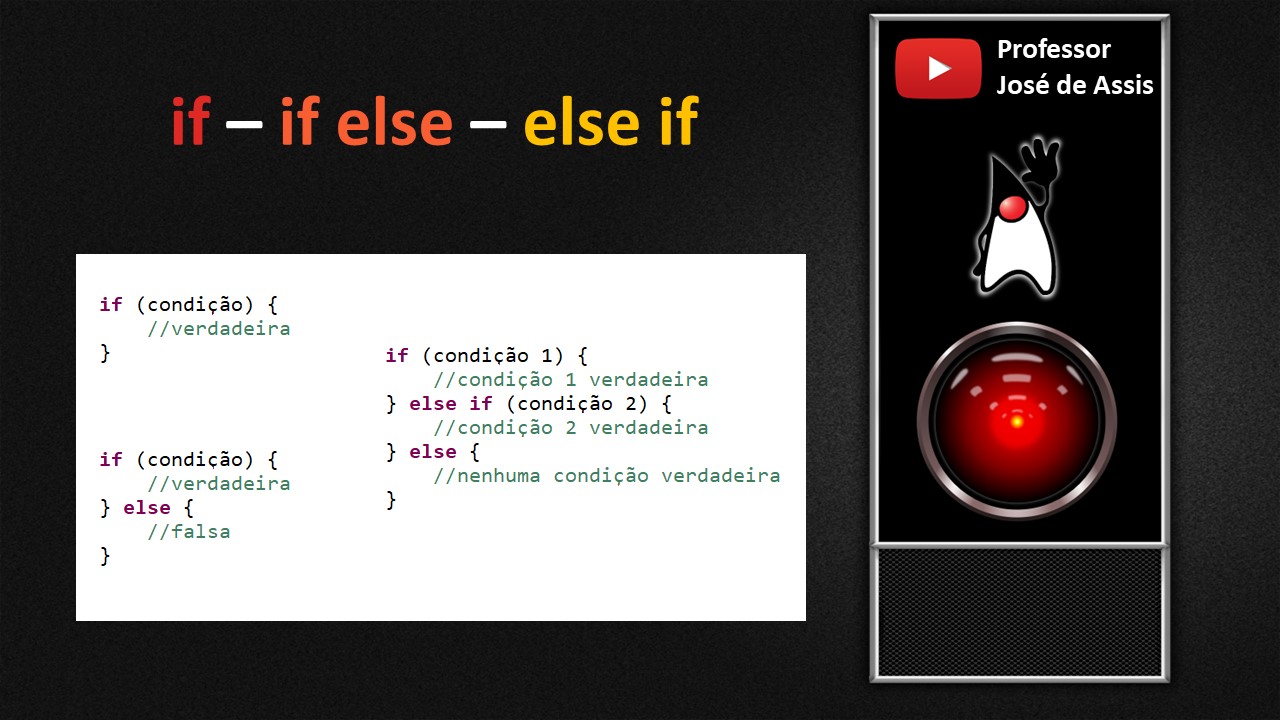 if – if else – else if
if (condição) {
//verdadeira
}
if (condição) {
//verdadeira
} else {
//falsa
}
if (condição 1) {
//condição 1 verdadeira
} else if (condição 2) {
//condição 2 verdadeira
} else {
//nenhuma condição verdadeira
}
Professor
José de Assis